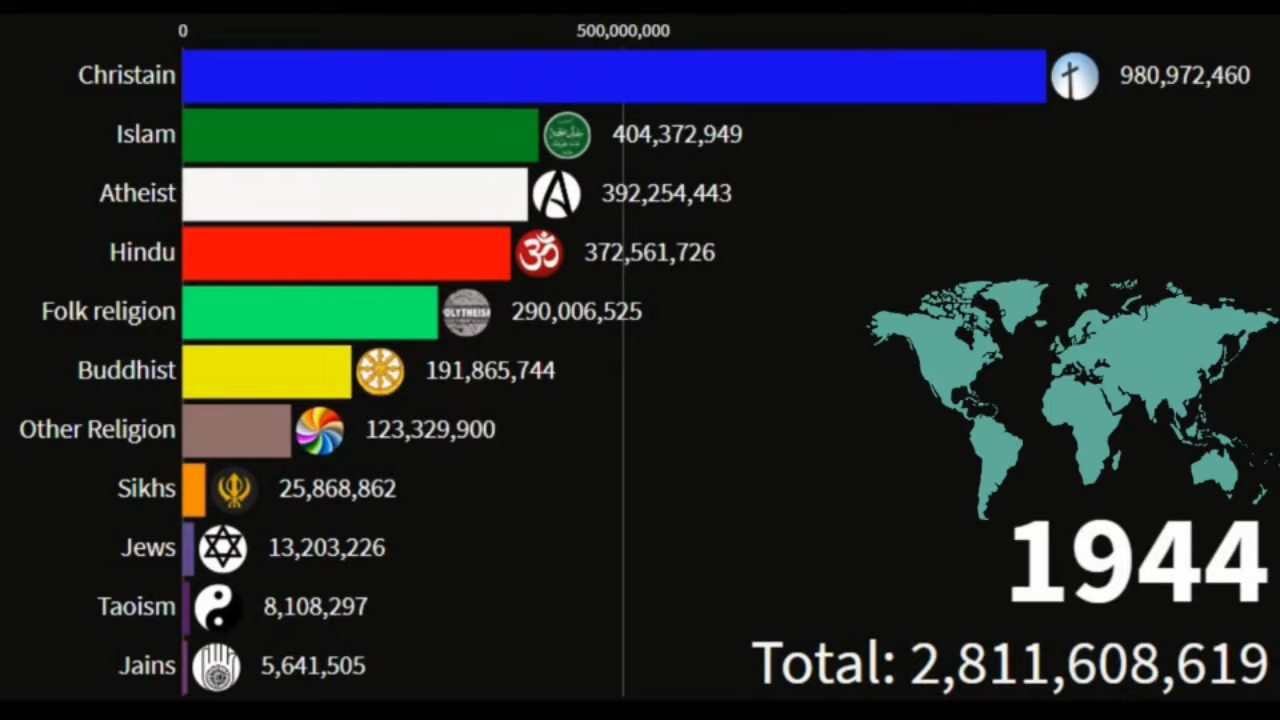 0 500,000,000
Christain 980,972,460
Islam 404,372,949
Atheist 392,254,443
Hindu 372,561,726
Folk religion 290,006,525
Buddhist 191,865,744
Other Religion 123,329,900
Sikhs 25,868,862
Jews 13,203,226
Taoism 8,108,297
Jains 5,641,505
1944
Total: 2,811,608,619